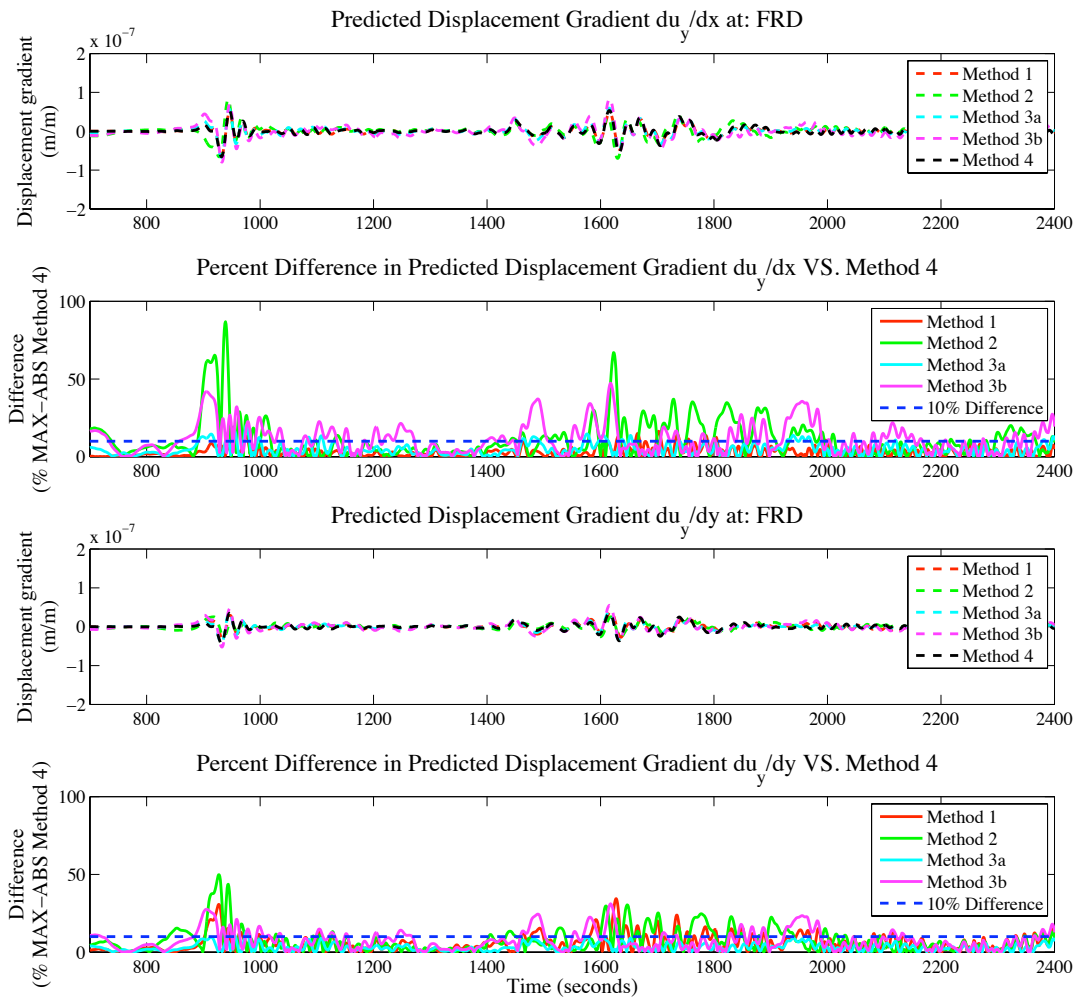 Predicted Displacement Gradient du_y/dx at: FRD
x 10^-7
Displacement gradient
(m/m)
2
1
0
−1
−2
800 1000 1200 1400 1600 1800 2000 2200 2400
Method 1
Method 2
Method 3a
Method 3b
Method 4
Percent Difference in Predicted Displacement Gradient du_y/dx VS. Method 4
Difference
(% MAX−ABS Method 4)
100
50
0
800 1000 1200 1400 1600 1800 2000 2200 2400
Method 1
Method 2
Method 3a
Method 3b
10% Difference
Predicted Displacement Gradient du_y/dy at: FRD
x 10^-7
Displacement gradient
(m/m)
2
1
0
−1
−2
800 1000 1200 1400 1600 1800 2000 2200 2400
Method 1
Method 2
Method 3a
Method 3b
Method 4
Percent Difference in Predicted Displacement Gradient du_y/dy VS. Method 4
Difference
(% MAX−ABS Method 4)
100
50
0
800 1000 1200 1400 1600 1800 2000 2200 2400
Method 1
Method 2
Method 3a
Method 3b
10% Difference
Time (seconds)